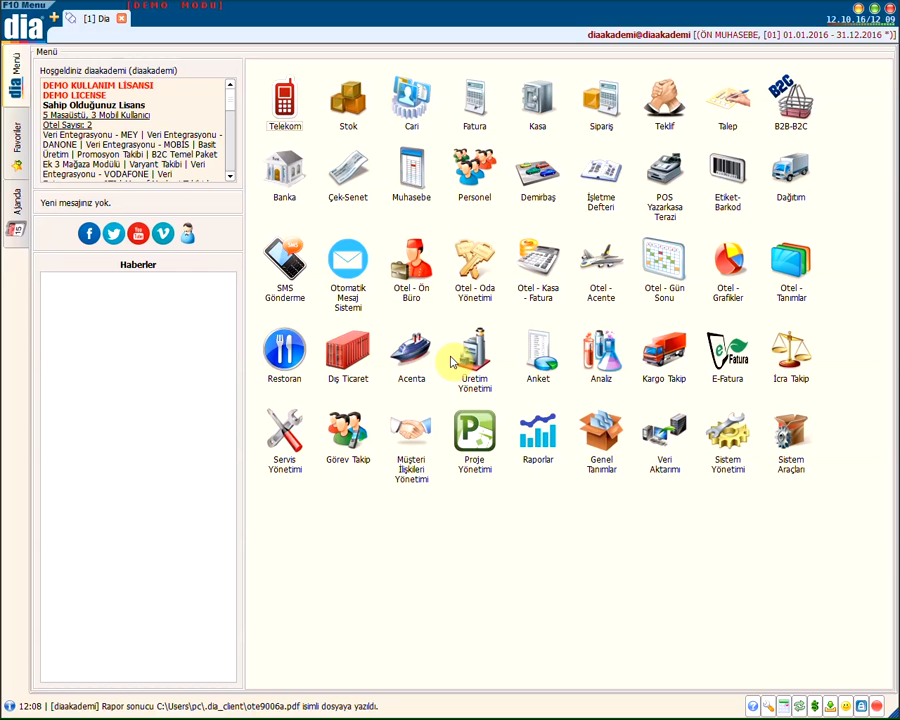 F10 Menu
[DEMO MODU]
dia
[1] Dia
12.10.16/12 09
diaakademi@diaakademi [(ÖN MUHASEBE, [01] 01.01.2016 - 31.12.2016 ")]
Menü
dia Menü
Favoriler
Ajanda
15
Hoşgeldiniz diaakademi (diaakademi)
DEMO KULLANIM LİSANSI
DEMO LICENSE
Sahip Olduğunuz Lisans
5 Masaüstü, 3 Mobil Kullanıcı
Otel Sayısı: 2
Veri Entegrasyonu - MEY | Veri Entegrasyonu -
DANONE | Veri Entegrasyonu - MOBİS | Basit
Üretim | Promosyon Takibi | B2C Temel Paket
Ek 3 Mağaza Modülü | Varyant Takibi | Veri
Entegrasyonu - VODAFONE | Veri
Yeni mesajınız yok.
Haberler
Telekom
Stok
Cari
Fatura
Kasa
Sipariş
Teklif
Talep
B2C
B2B-B2C
Banka
Çek-Senet
Muhasebe
Personel
Demirbaş
İşletme
Defteri
POS
Yazarkasa
Terazi
Etiket-
Barkod
Dağıtım
SMS
Gönderme
Otomatik
Mesaj
Sistemi
Otel - Ön
Büro
Otel - Oda
Yönetimi
Otel - Kasa
- Fatura
Otel -
Acente
Otel - Gün
Sonu
Otel -
Grafikler
Otel -
Tanımlar
Restoran
Dış Ticaret
Acenta
Üretim
Yönetimi
Anket
Analiz
Kargo Takip
Fatura
E-Fatura
İcra Takip
Servis
Yönetimi
Görev Takip
Müşteri
İlişkileri
Yönetimi
Proje
Yönetimi
Raporlar
Genel
Tanımlar
Veri
Aktarımı
Sistem
Yönetimi
Sistem
Araçları
12:08 | [diaakademi] Rapor sonucu C:\Users\pc\.dia_client\ote9006a.pdf isimli dosyaya yazıldı.